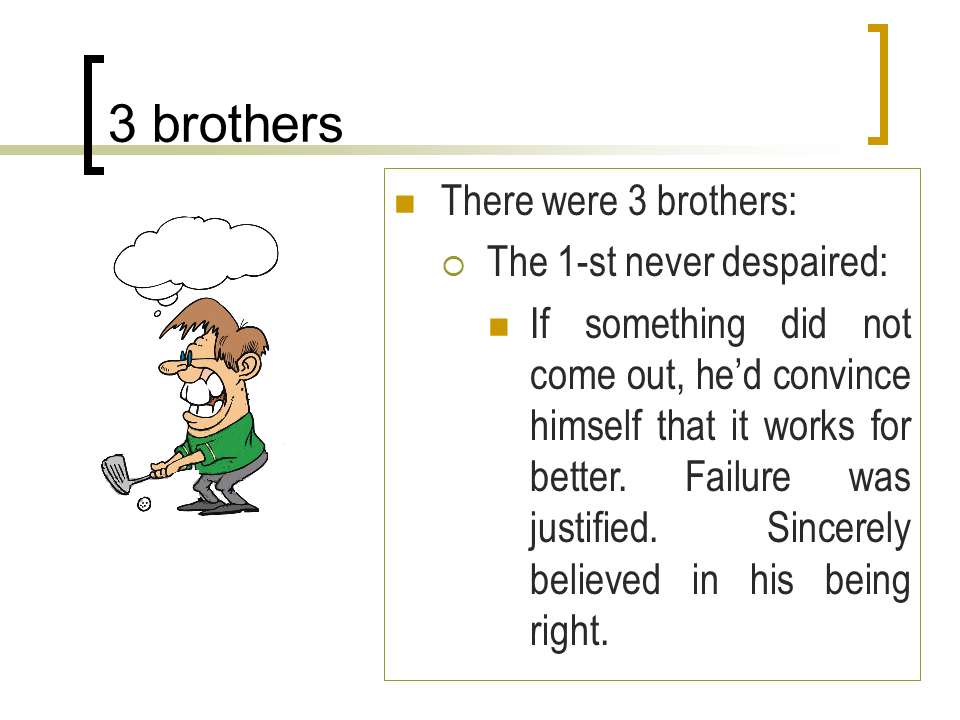 3 brothers
There were 3 brothers:
The 1-st never despaired:
If something did not
come out, he’d convince
himself that it works for
better. Failure was
justified. Sincerely
believed in his being
right.